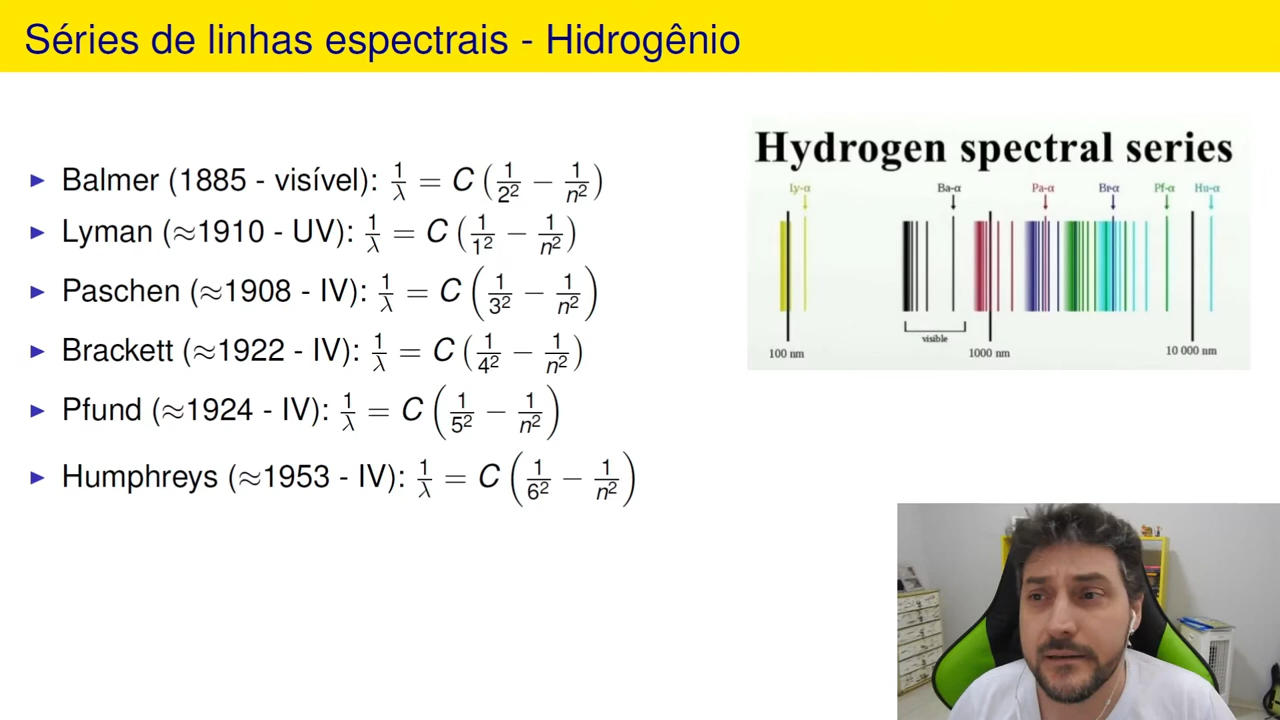 Séries de linhas espectrais - Hidrogênio
▶ Balmer (1885 - visível): 1/λ = C (1/2² − 1/n²)
▶ Lyman (≈1910 - UV): 1/λ = C (1/1² − 1/n²)
▶ Paschen (≈1908 - IV): 1/λ = C (1/3² − 1/n²)
▶ Brackett (≈1922 - IV): 1/λ = C (1/4² − 1/n²)
▶ Pfund (≈1924 - IV): 1/λ = C (1/5² − 1/n²)
▶ Humphreys (≈1953 - IV): 1/λ = C (1/6² − 1/n²)
Hydrogen spectral series
Ly-α Ba-α Pa-α Br-α Pf-α Hu-α
visible
100 nm 1000 nm 10 000 nm